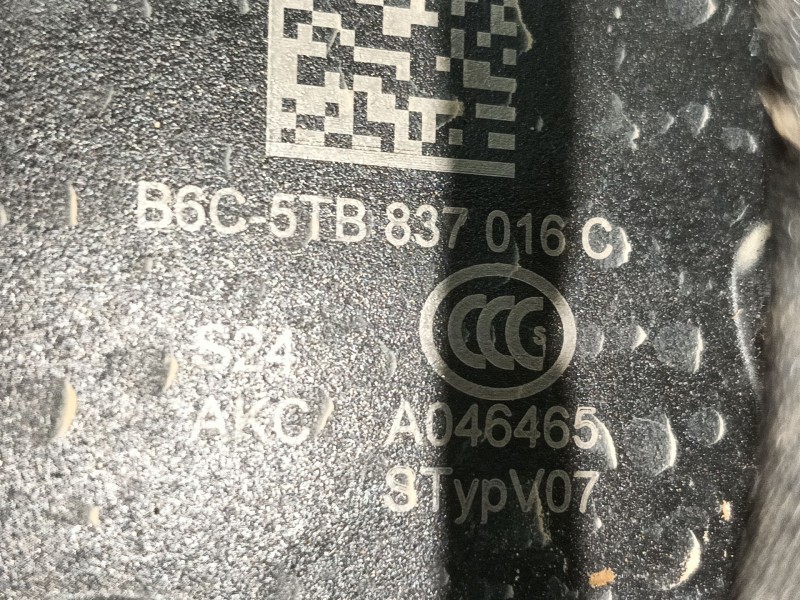 B6C-5TB 837 016 C
CCC S
S24
AKC A046465
STypV07